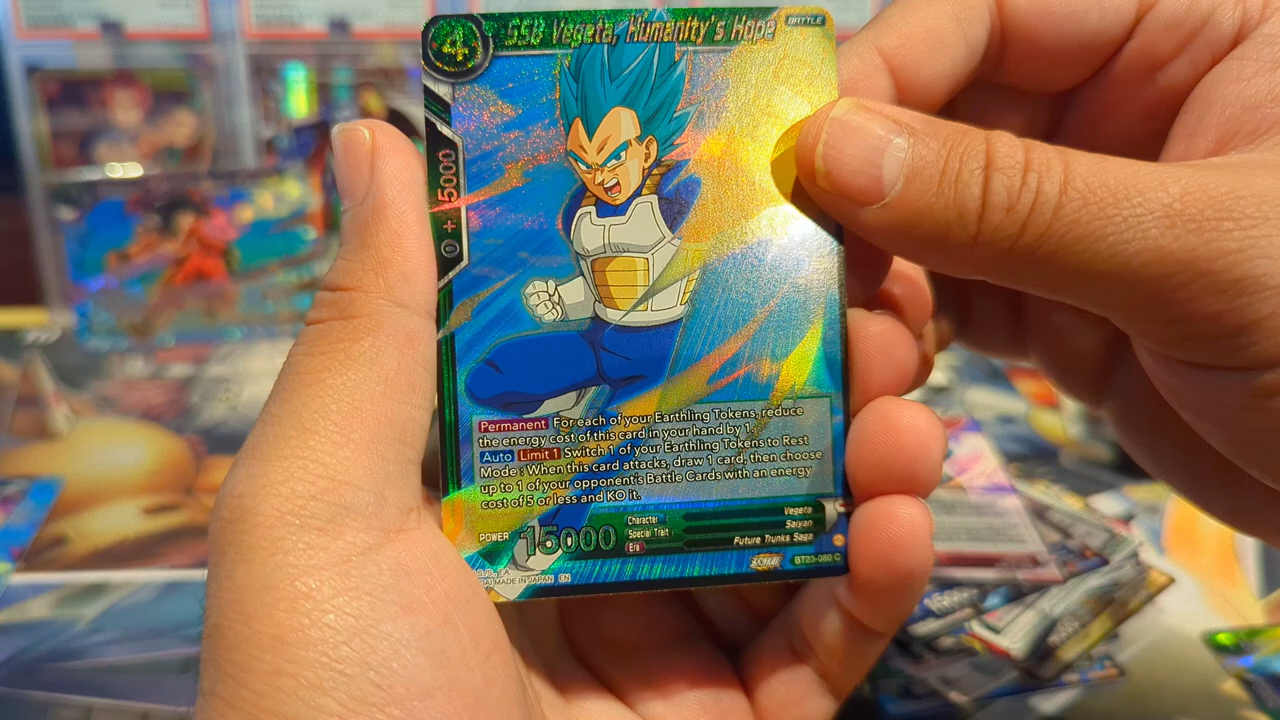 4
SSB Vegeta, Humanity's Hope
BATTLE
+ 5000
Permanent For each of your Earthling Tokens, reduce
the energy cost of this card in your hand by 1.
Auto Limit 1 Switch 1 of your Earthling Tokens to Rest
Mode : When this card attacks, draw 1 card, then choose
up to 1 of your opponent's Battle Cards with an energy
cost of 5 or less and KO it.
POWER 15000
Character Vegeta
Special Trait Saiyan
Era Future Trunks Saga
BT23-080 C
MADE IN JAPAN EN